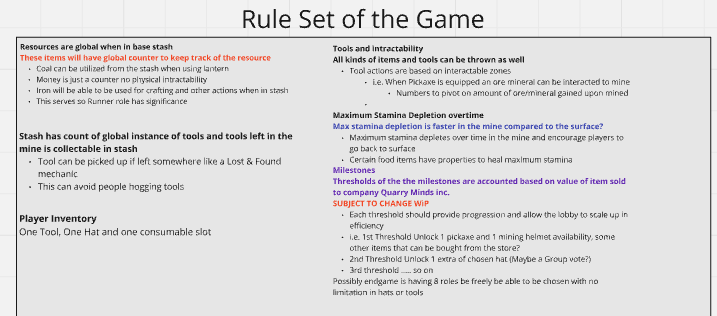 Rule Set of the Game
Resources are global when in base stash
These items will have global counter to keep track of the resource
Coal can be utilized from the stash when using lantern
Money is just a counter no physical intractability
Iron will be able to be used for crafting and other actions when in stash
This serves so Runner role has significance
Stash has count of global instance of tools and tools left in the
mine is collectable in stash
Tool can be picked up if left somewhere like a Lost & Found
mechanic
This can avoid people hogging tools
Player Inventory
One Tool, One Hat and one consumable slot
Tools and intractability
All kinds of items and tools can be thrown as well
Tool actions are based on interactable zones
i.e. When Pickaxe is equipped an ore mineral can be interacted to mine
Numbers to pivot on amount of ore/mineral gained upon mined
Maximum Stamina Depletion overtime
Max stamina depletion is faster in the mine compared to the surface?
Maximum stamina depletes over time in the mine and encourage players to
go back to surface
Certain food items have properties to heal maximum stamina
Milestones
Thresholds of the the milestones are accounted based on value of item sold
to company Quarry Minds inc.
SUBJECT TO CHANGE WiP
Each threshold should provide progression and allow the lobby to scale up in
efficiency
i.e. 1st Threshold Unlock 1 pickaxe and 1 mining helmet availability, some
other items that can be bought from the store?
2nd Threshold Unlock 1 extra of chosen hat (Maybe a Group vote?)
3rd threshold ..... so on
Possibly endgame is having 8 roles be freely be able to be chosen with no
limitation in hats or tools